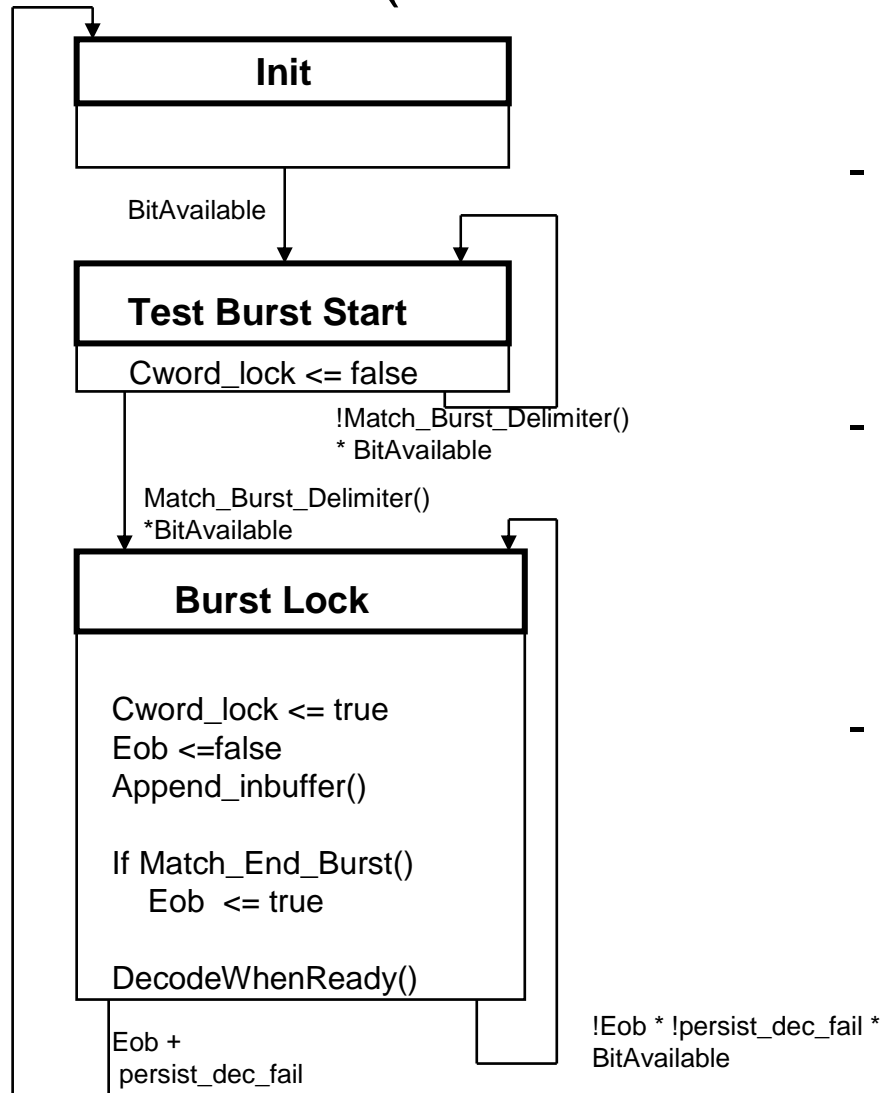 (
Init
-
BitAvailable
Test Burst Start
Cword_lock <= false
!Match_Burst_Delimiter()
* BitAvailable
-
Match_Burst_Delimiter()
*BitAvailable
Burst Lock
Cword_lock <= true
Eob <=false
Append_inbuffer()
-
If Match_End_Burst()
Eob <= true
DecodeWhenReady()
!Eob * !persist_dec_fail *
BitAvailable
Eob +
persist_dec_fail